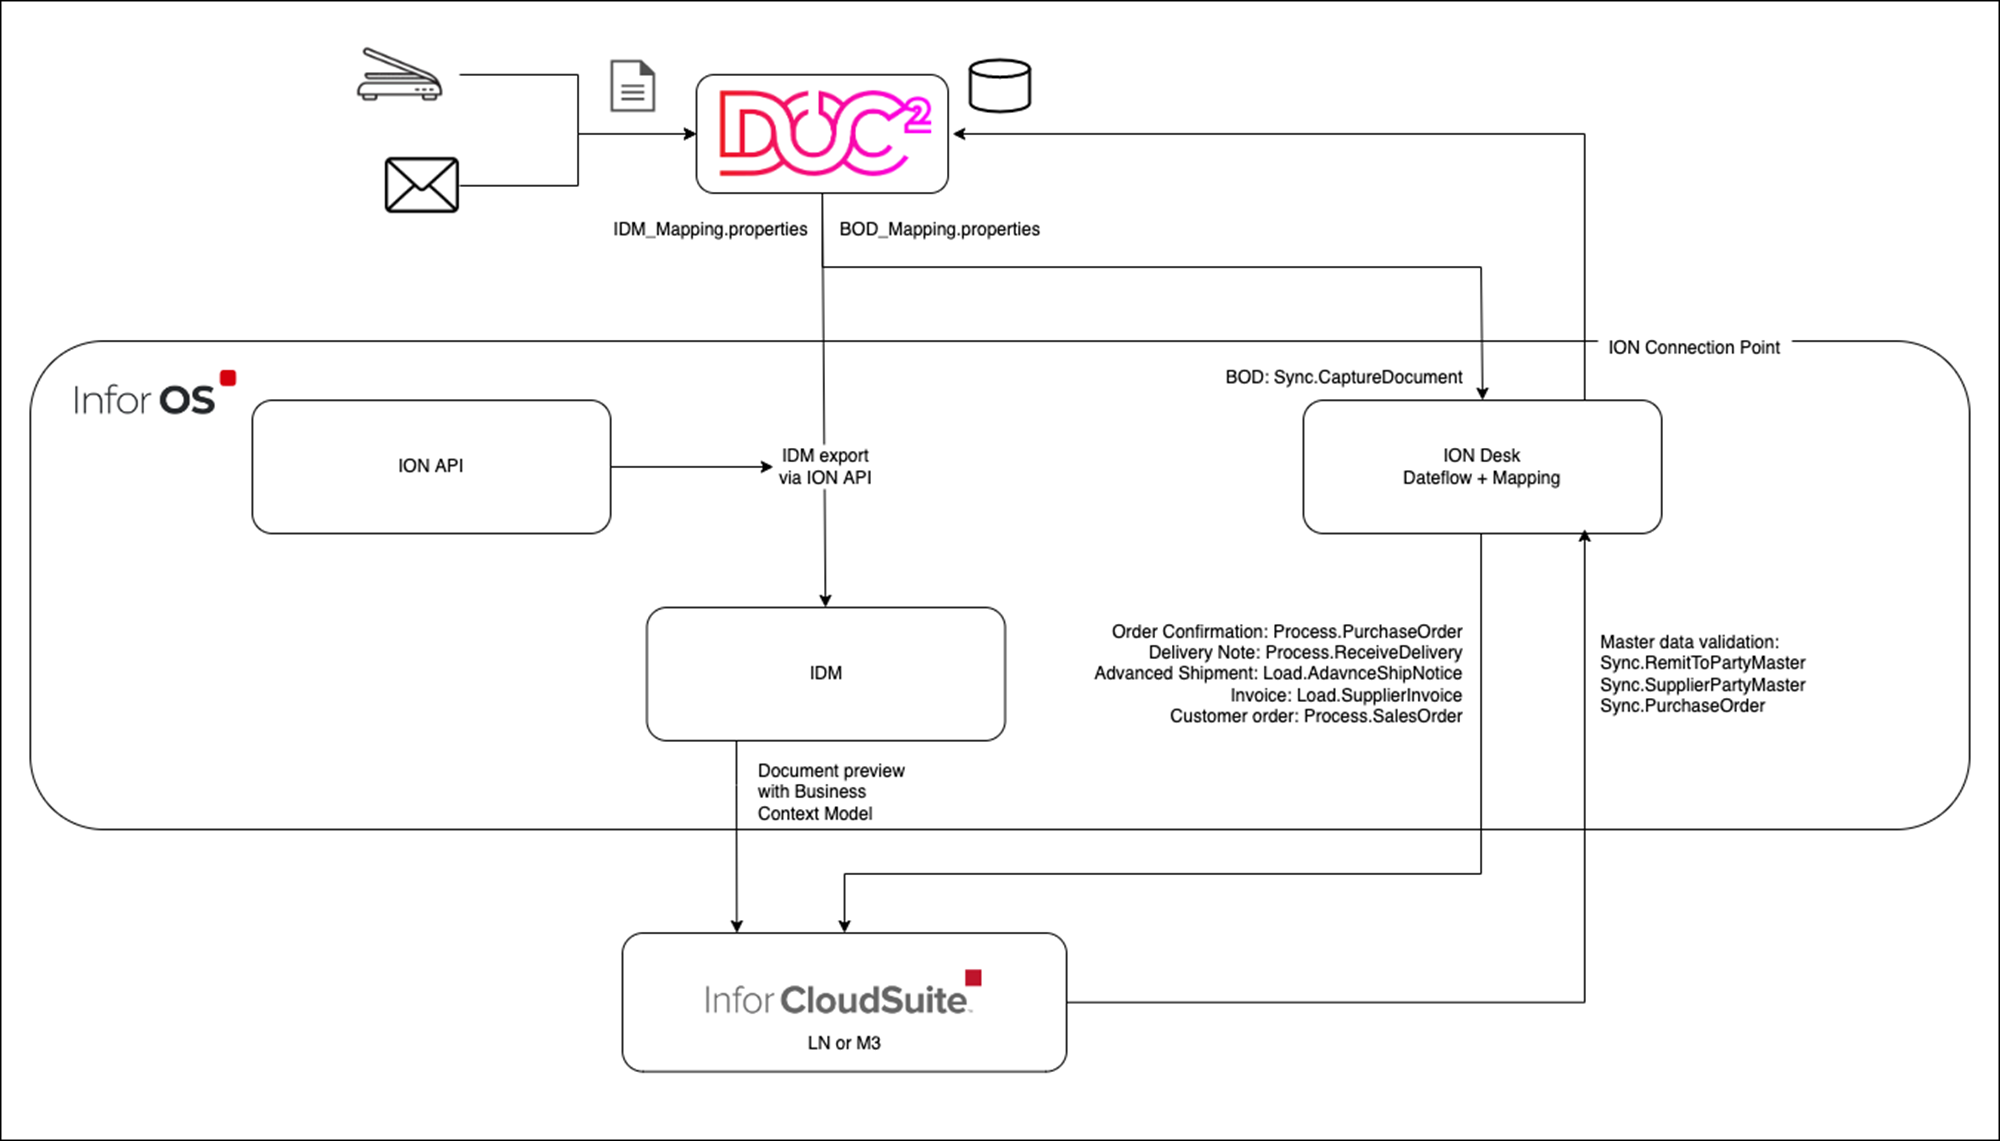 DOC²
IDM_Mapping.properties
BOD_Mapping.properties
ION Connection Point
Infor OS
BOD: Sync.CaptureDocument
ION API
IDM export
via ION API
ION Desk
Dateflow + Mapping
IDM
Order Confirmation: Process.PurchaseOrder
Delivery Note: Process.ReceiveDelivery
Advanced Shipment: Load.AdavnceShipNotice
Invoice: Load.SupplierInvoice
Customer order: Process.SalesOrder
Master data validation:
Sync.RemitToPartyMaster
Sync.SupplierPartyMaster
Sync.PurchaseOrder
Document preview
with Business
Context Model
Infor CloudSuite™
LN or M3